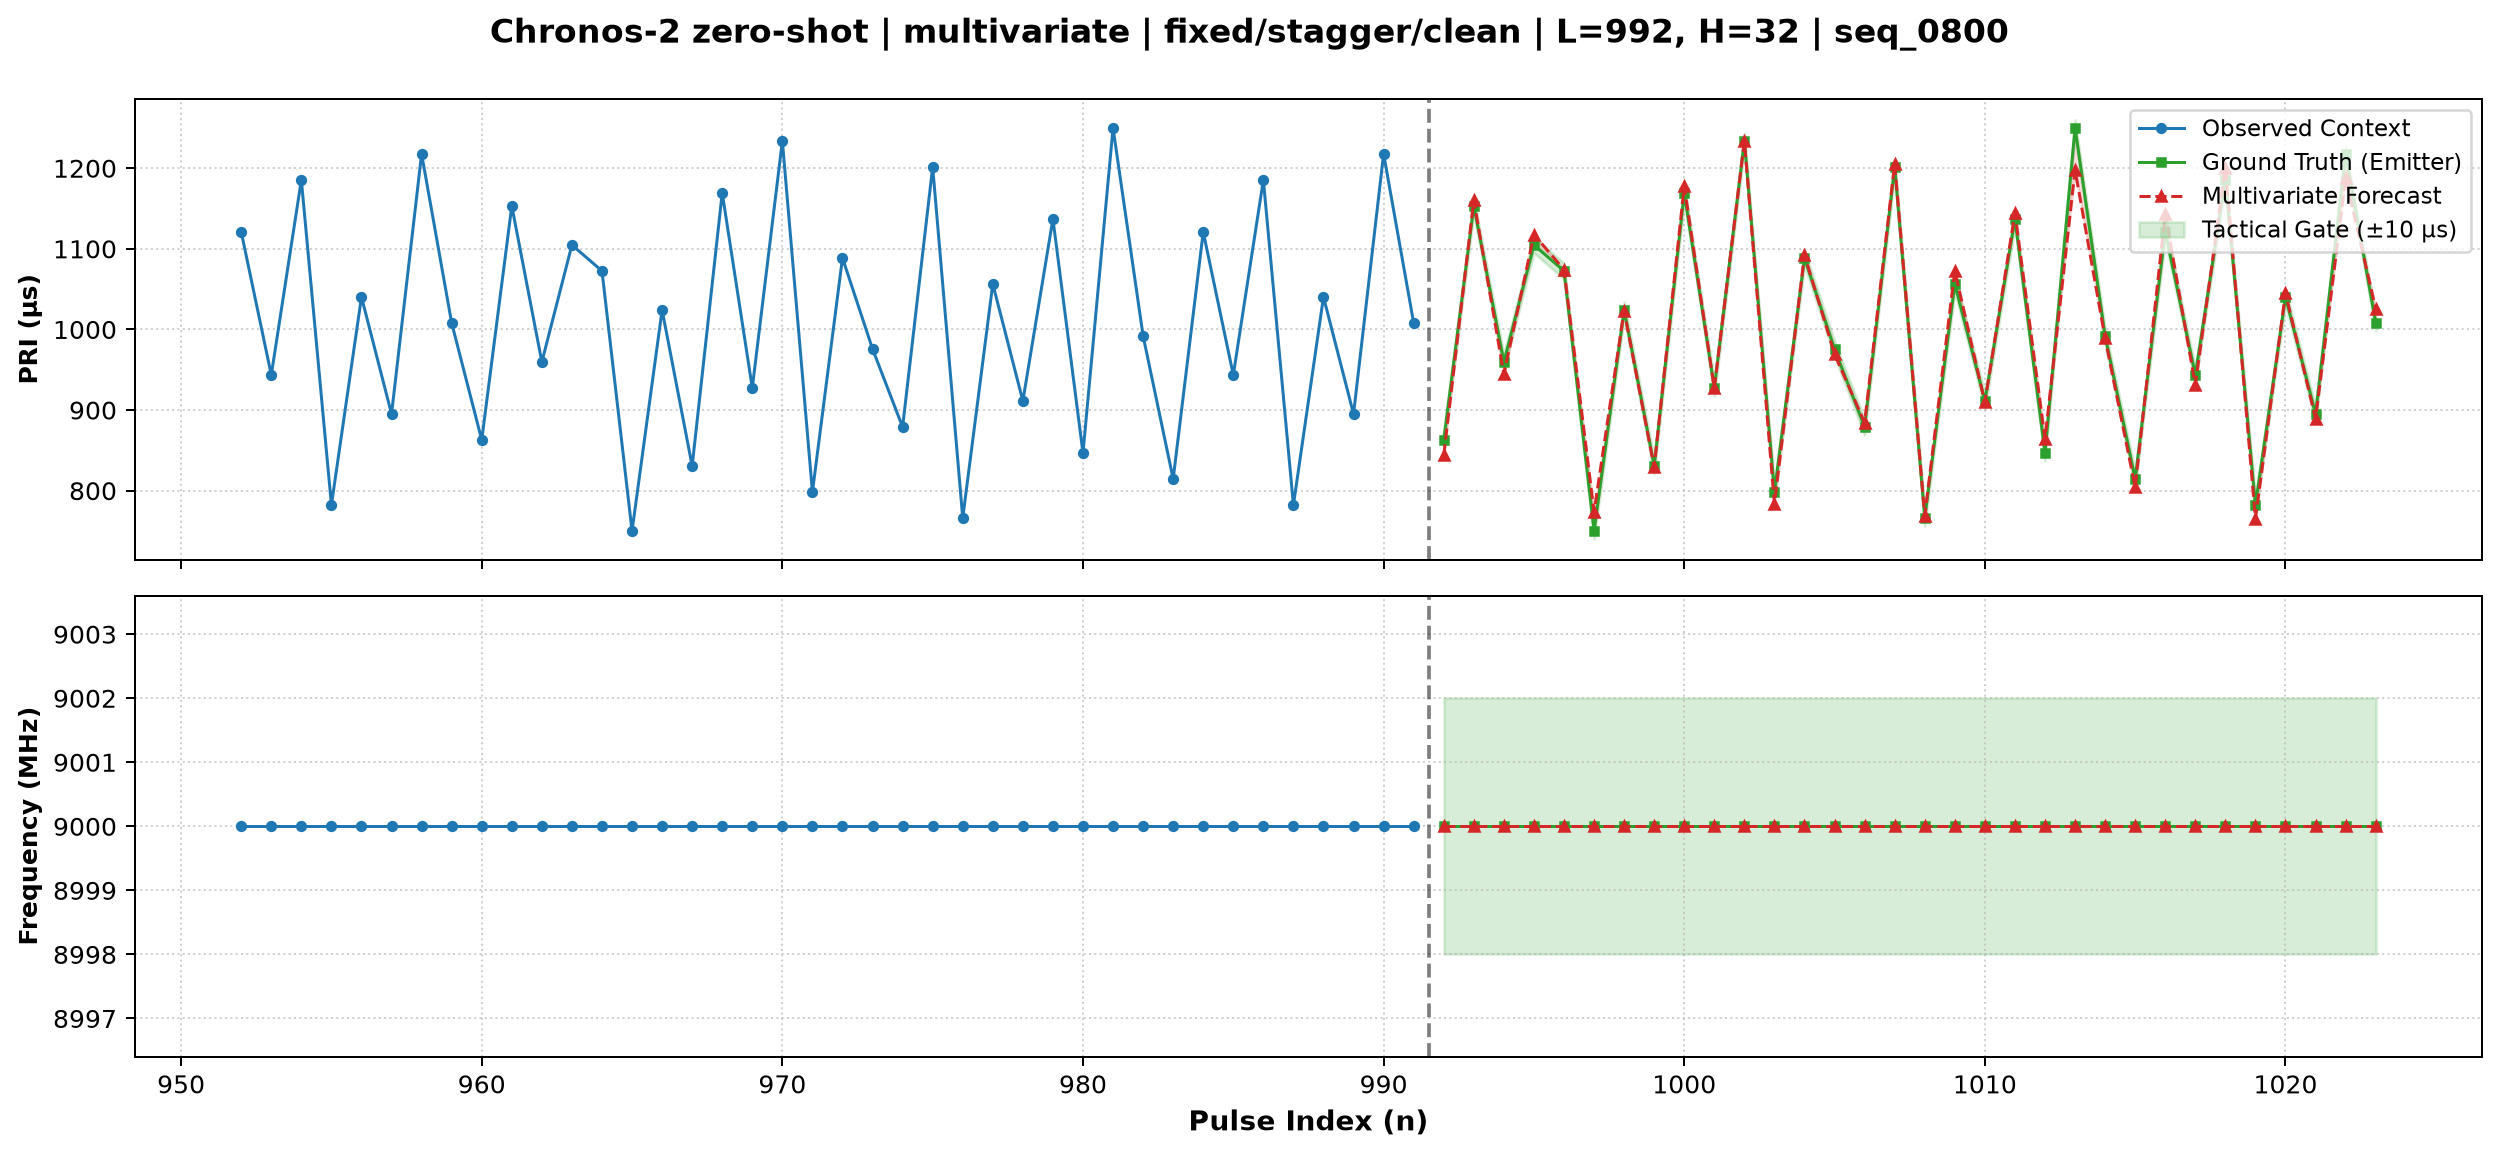 Chronos-2 zero-shot | multivariate | fixed/stagger/clean | L=992, H=32 | seq_0800
PRI (µs)
1200
1100
1000
900
800
Observed Context
Ground Truth (Emitter)
Multivariate Forecast
Tactical Gate (±10 µs)
Frequency (MHz)
9003
9002
9001
9000
8999
8998
8997
950 960 970 980 990 1000 1010 1020
Pulse Index (n)